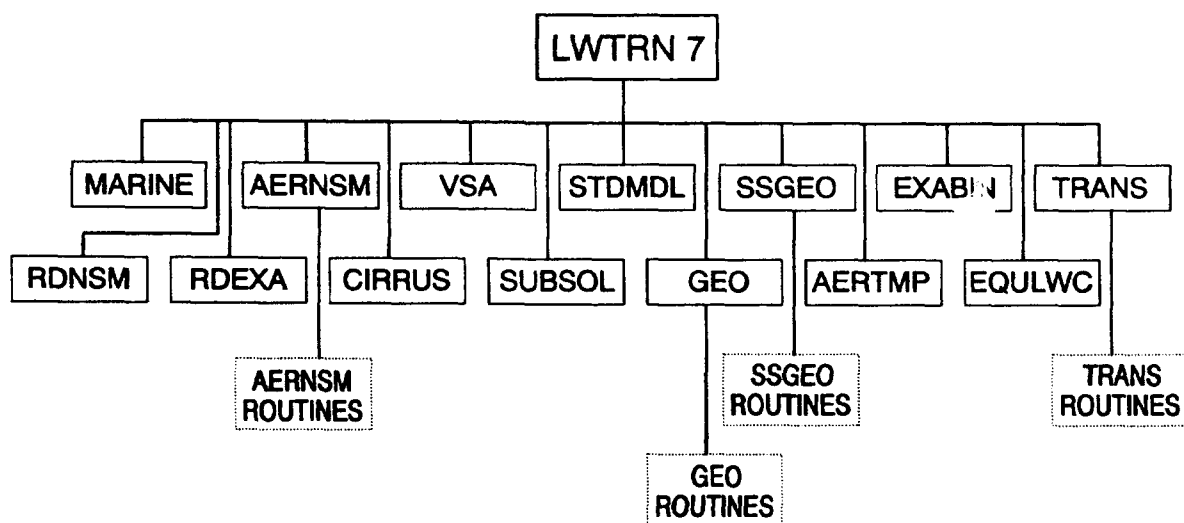 LWTRN 7
MARINE
AERNSM
VSA
STDMDL
SSGEO
EXABIN
TRANS
RDNSM
RDEXA
CIRRUS
SUBSOL
GEO
AERTMP
EQULWC
AERNSM
ROUTINES
SSGEO
ROUTINES
TRANS
ROUTINES
GEO
ROUTINES